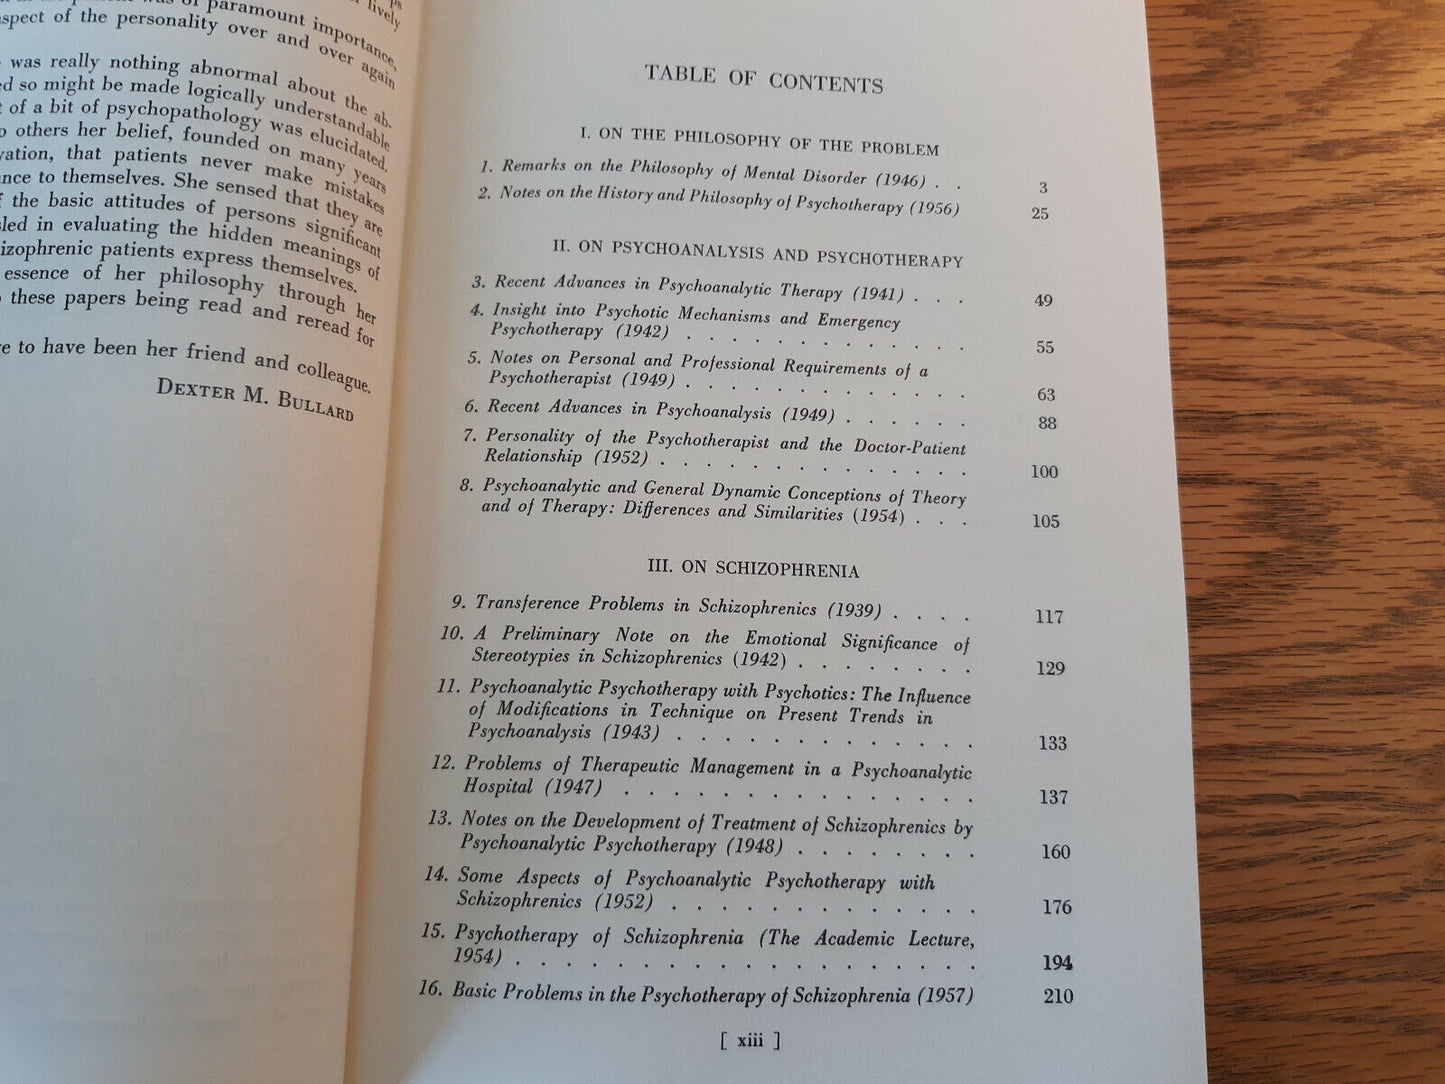 lively
of paramount importance,
aspect of the personality over and over again
was really nothing abnormal about the ab-
ed so might be made logically understandable
t of a bit of psychopathology was elucidated.
o others her belief, founded on many years
vation, that patients never make mistakes
nce to themselves. She sensed that they are
f the basic attitudes of persons significant
led in evaluating the hidden meanings of
izophrenic patients express themselves.
essence of her philosophy through her
o these papers being read and reread for
ge to have been her friend and colleague.
DEXTER M. BULLARD
TABLE OF CONTENTS
I. ON THE PHILOSOPHY OF THE PROBLEM
1. Remarks on the Philosophy of Mental Disorder (1946) . . 3
2. Notes on the History and Philosophy of Psychotherapy (1956) 25
II. ON PSYCHOANALYSIS AND PSYCHOTHERAPY
3. Recent Advances in Psychoanalytic Therapy (1941) . . . 49
4. Insight into Psychotic Mechanisms and Emergency
Psychotherapy (1942) . . . . . . . . . . . . 55
5. Notes on Personal and Professional Requirements of a
Psychotherapist (1949) . . . . . . . . . . . . 63
6. Recent Advances in Psychoanalysis (1949) . . . . . . 88
7. Personality of the Psychotherapist and the Doctor-Patient
Relationship (1952) . . . . . . . . . . . . . 100
8. Psychoanalytic and General Dynamic Conceptions of Theory
and of Therapy: Differences and Similarities (1954) . . . 105
III. ON SCHIZOPHRENIA
9. Transference Problems in Schizophrenics (1939) . . . . 117
10. A Preliminary Note on the Emotional Significance of
Stereotypies in Schizophrenics (1942) . . . . . . . . 129
11. Psychoanalytic Psychotherapy with Psychotics: The Influence
of Modifications in Technique on Present Trends in
Psychoanalysis (1943) . . . . . . . . . . . . . 133
12. Problems of Therapeutic Management in a Psychoanalytic
Hospital (1947) . . . . . . . . . . . . . . . 137
13. Notes on the Development of Treatment of Schizophrenics by
Psychoanalytic Psychotherapy (1948) . . . . . . . . 160
14. Some Aspects of Psychoanalytic Psychotherapy with
Schizophrenics (1952) . . . . . . . . . . . . . 176
15. Psychotherapy of Schizophrenia (The Academic Lecture,
1954) . . . . . . . . . . . . . . . . . . . 194
16. Basic Problems in the Psychotherapy of Schizophrenia (1957) 210
[ xiii ]